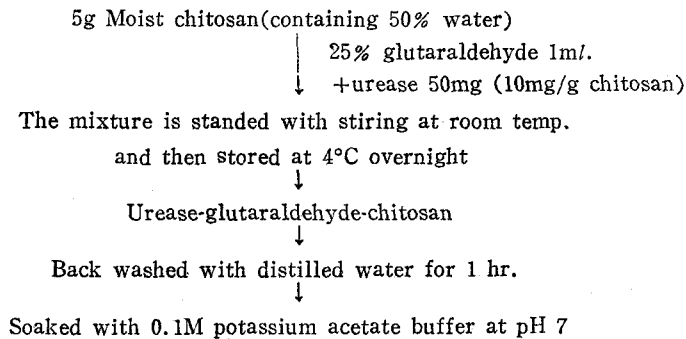 5g Moist chitosan(containing 50% water)
25% glutaraldehyde 1ml.
+urease 50mg (10mg/g chitosan)
The mixture is standed with stiring at room temp.
and then stored at 4°C overnight
Urease-glutaraldehyde-chitosan
Back washed with distilled water for 1 hr.
Soaked with 0.1M potassium acetate buffer at pH 7